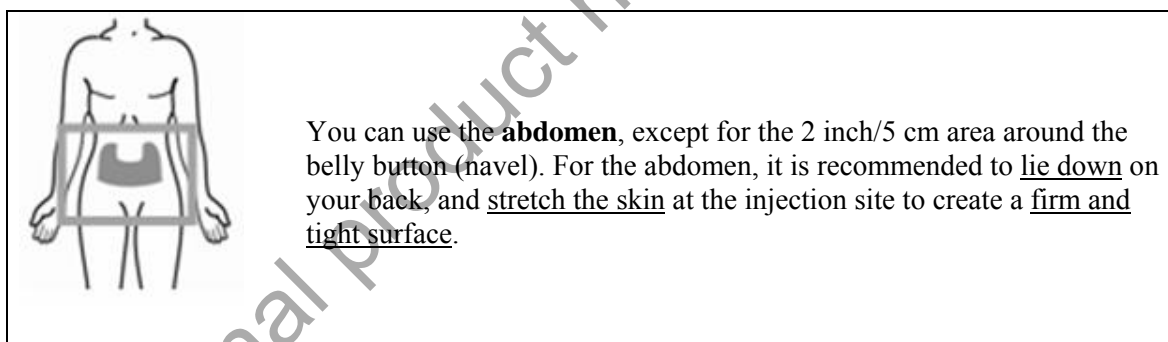 You can use the abdomen, except for the 2 inch/5 cm area around the
belly button (navel). For the abdomen, it is recommended to lie down on
your back, and stretch the skin at the injection site to create a firm and
tight surface.
nal product n